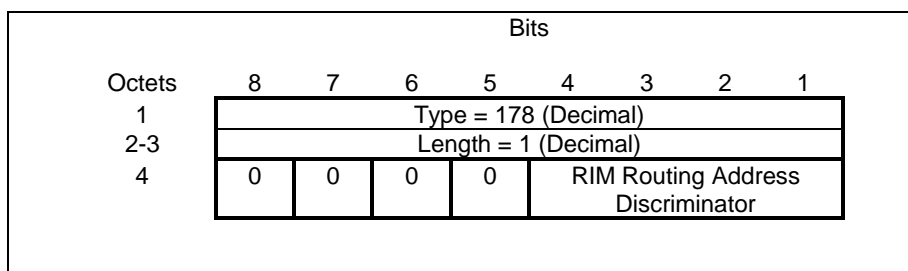 Bits
Octets 8 7 6 5 4 3 2 1
1 Type = 178 (Decimal)
2-3 Length = 1 (Decimal)
4 0 0 0 0 RIM Routing Address
Discriminator